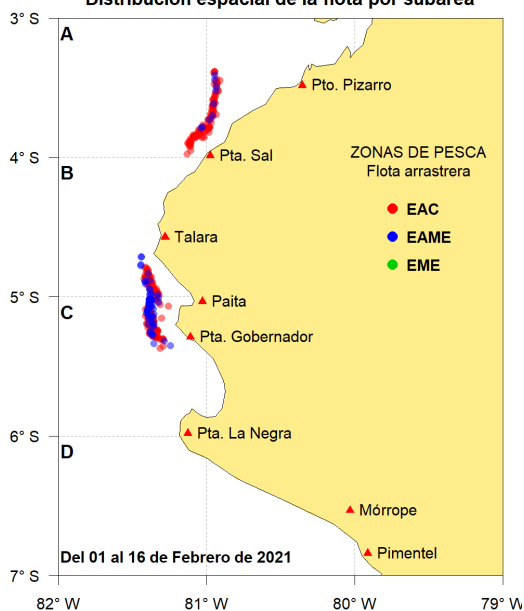 Distribución espacial de la flota por subárea
3° S
A
Pto. Pizarro
4° S
Pta. Sal
ZONAS DE PESCA
B
Flota arrastrera
EAC
Talara
EAME
EME
5° S
Paita
C
Pta. Gobernador
6° S
Pta. La Negra
D
Mórrope
Del 01 al 16 de Febrero de 2021
Pimentel
7° S
82° W
81° W
80° W
79° W